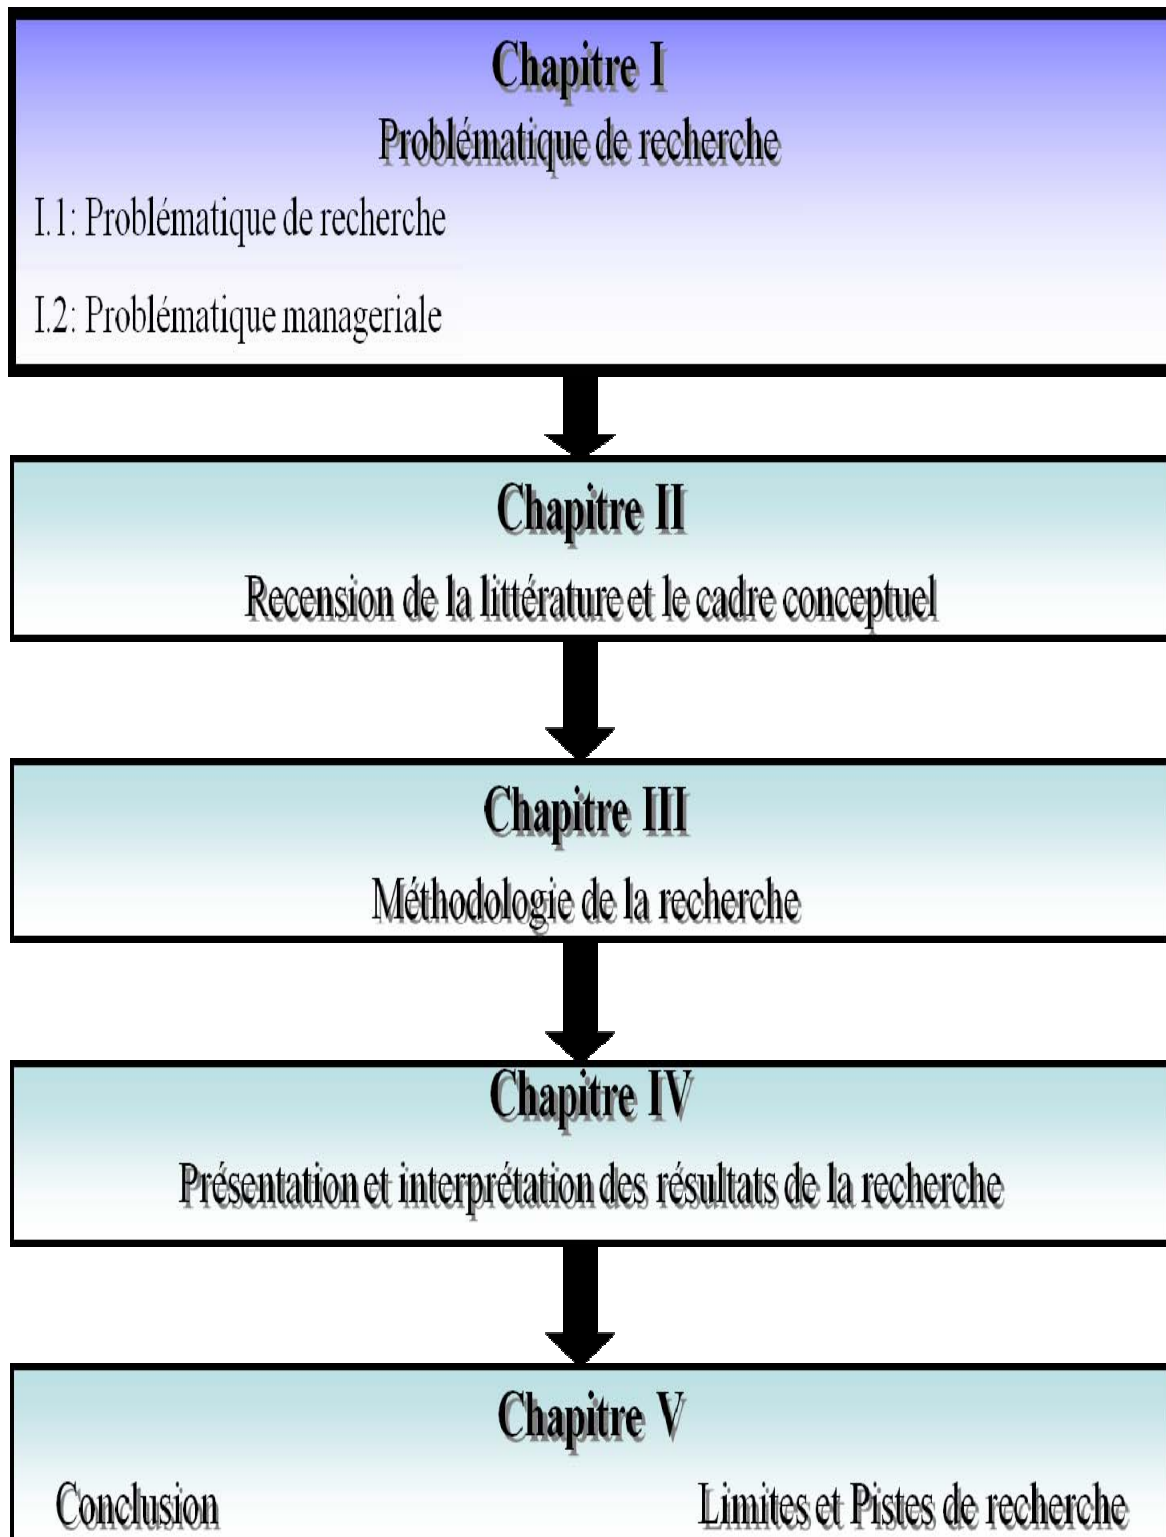 Chapitre I
Problématique de recherche
I.1: Problématique de recherche
I.2: Problématique manageriale
Chapitre II
Recension de la littérature et le cadre conceptuel
Chapitre III
Méthodologie de la recherche
Chapitre IV
Présentation et interprétation des résultats de la recherche
Chapitre V
Conclusion Limites et Pistes de recherche